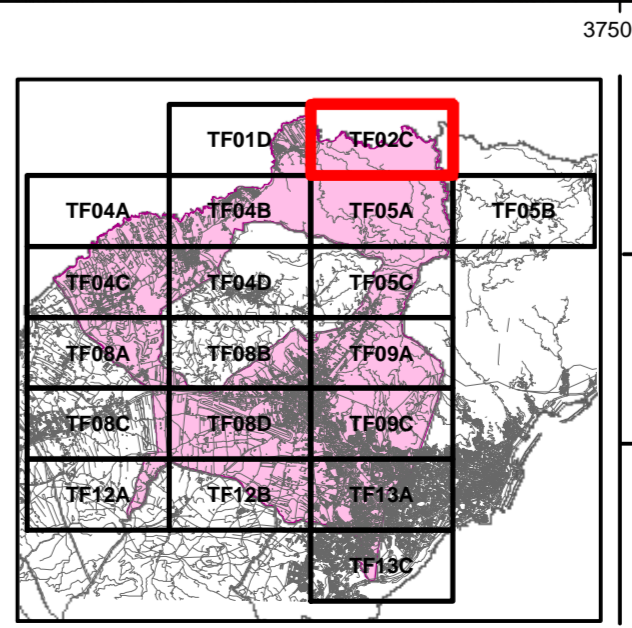 3750
TF01D TF02C
TF04A TF04B TF05A TF05B
TF04C TF04D TF05C
TF08A TF08B TF09A
TF08C TF08D TF09C
TF12A TF12B TF13A
TF13C